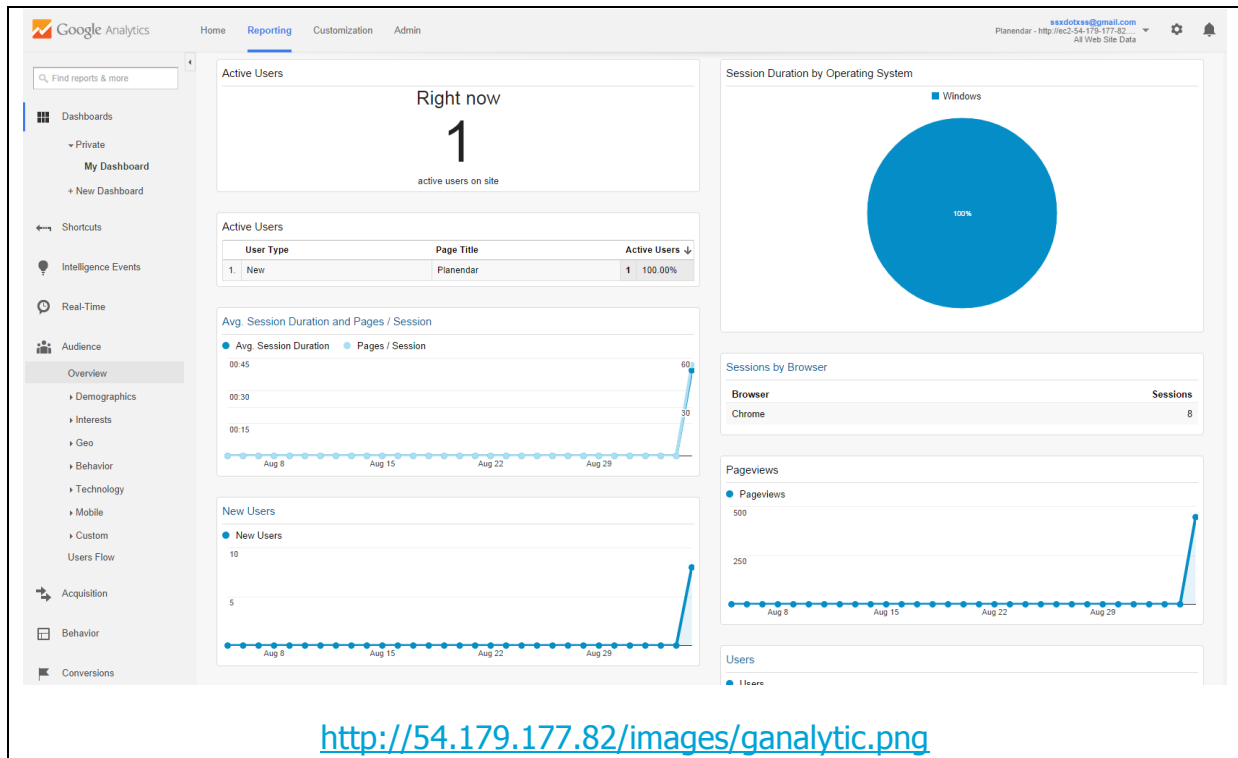 Google Analytics
Home Reporting Customization Admin
ssxdotxss@gmail.com
Planendar - http://ec2-54-179-177-82....
All Web Site Data
Find reports & more
Dashboards
Private
My Dashboard
+ New Dashboard
Shortcuts
Intelligence Events
Real-Time
Audience
Overview
Demographics
Interests
Geo
Behavior
Technology
Mobile
Custom
Users Flow
Acquisition
Behavior
Conversions
Active Users
Right now
1
active users on site
Active Users
User Type Page Title Active Users
1. New Planendar 1 100.00%
Avg. Session Duration and Pages / Session
Avg. Session Duration Pages / Session
00:45 60
00:30
30
00:15
Aug 8 Aug 15 Aug 22 Aug 29
New Users
New Users
10
5
Aug 8 Aug 15 Aug 22 Aug 29
Session Duration by Operating System
Windows
100%
Sessions by Browser
Browser Sessions
Chrome 8
Pageviews
Pageviews
500
250
Aug 8 Aug 15 Aug 22 Aug 29
Users
Users
http://54.179.177.82/images/ganalytic.png